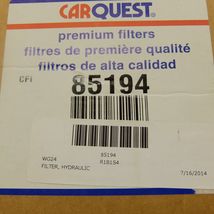 CARQUEST
premium filters
filtres de première qualité
filtros de alta calidad
CFI
85194
WG24
85194
R18154
FILTER, HYDRAULIC
7/16/2014